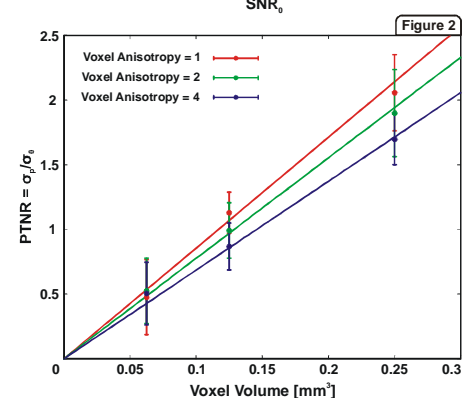 SNR₀
Figure 2
2.5
Voxel Anisotropy = 1
Voxel Anisotropy = 2
2
Voxel Anisotropy = 4
1.5
PTNR = σₚ/σ₀
1
0.5
0 0.05 0.1 0.15 0.2 0.25 0.3
Voxel Volume [mm³]